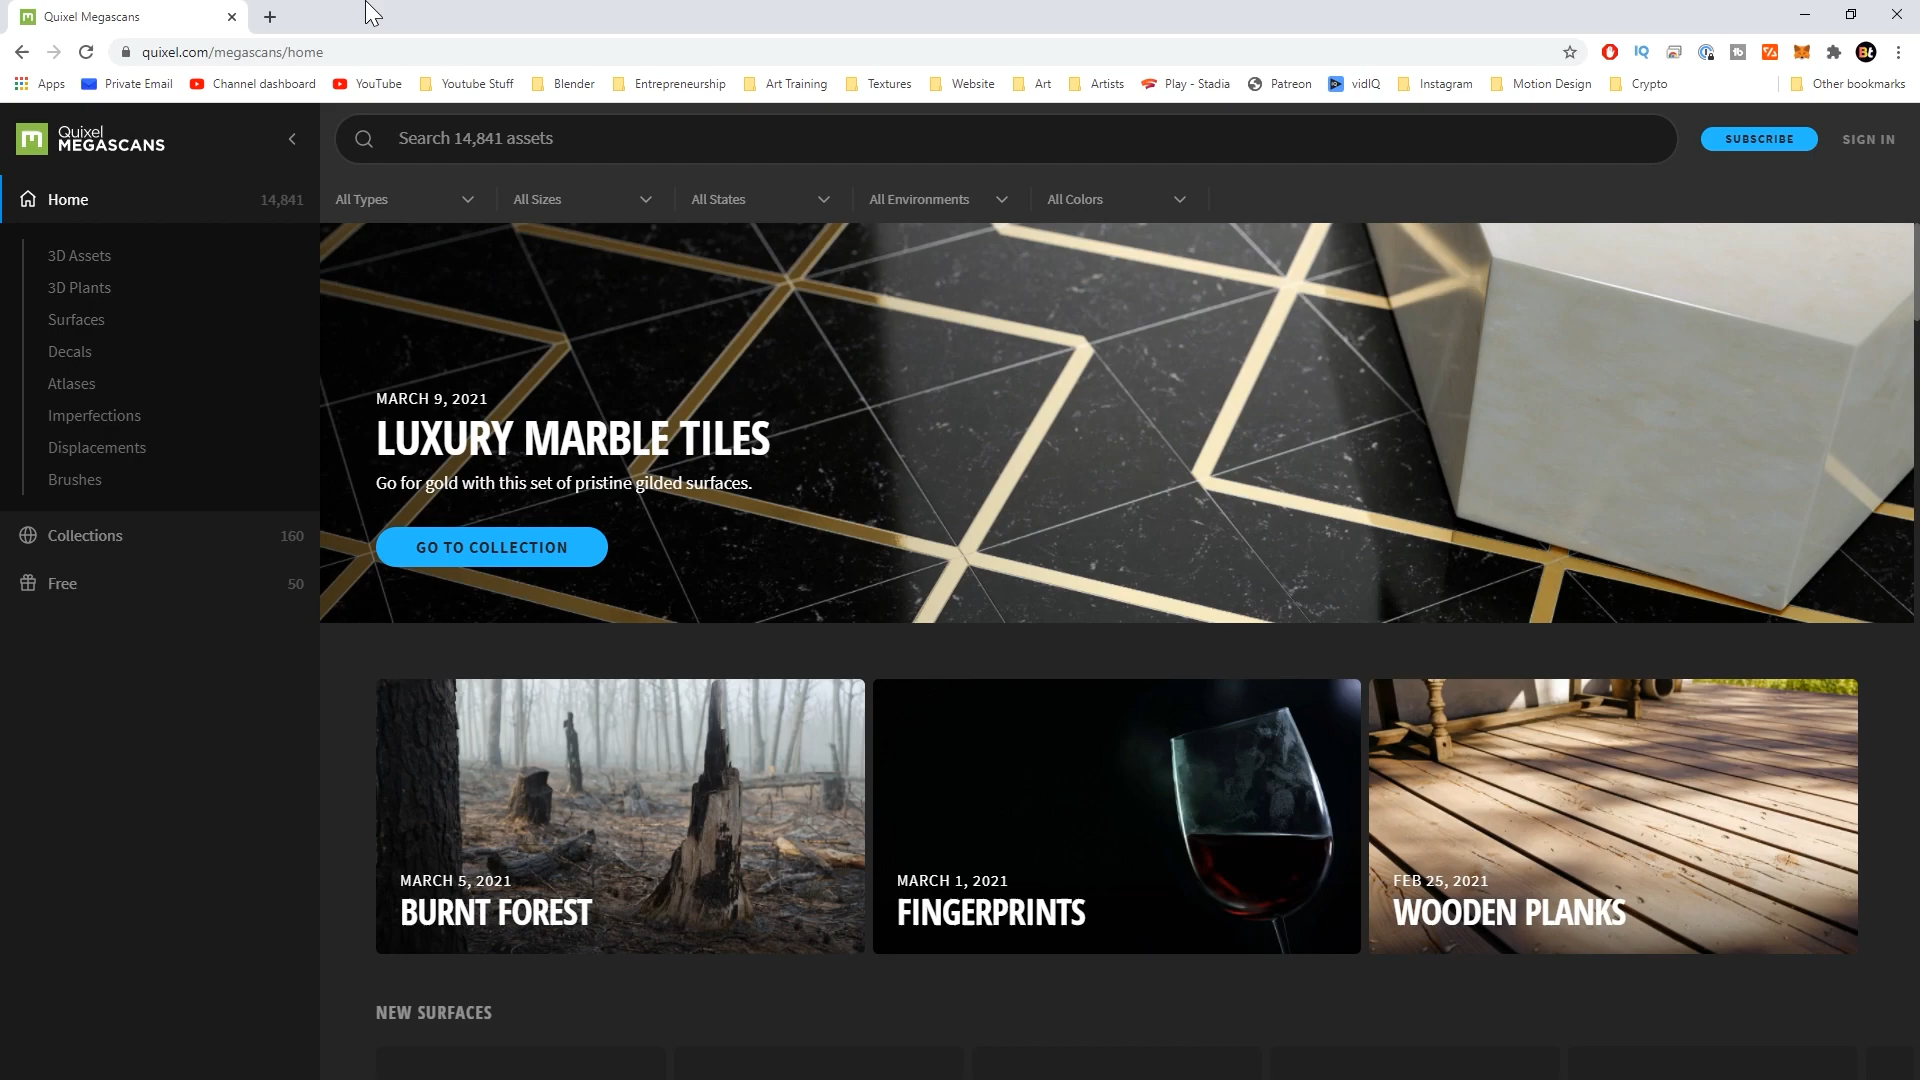 Quixel Megascans
quixel.com/megascans/home
Apps
Private Email
Channel dashboard
YouTube
Youtube Stuff
Blender
Entrepreneurship
Art Training
Textures
Website
Art
Artists
Play - Stadia
Patreon
vidIQ
Instagram
Motion Design
Crypto
Other bookmarks
Quixel
MEGASCANS
Search 14,841 assets
SUBSCRIBE
SIGN IN
Home 14,841
All Types
All Sizes
All States
All Environments
All Colors
3D Assets
3D Plants
Surfaces
Decals
Atlases
Imperfections
Displacements
Brushes
Collections 160
Free 50
MARCH 9, 2021
LUXURY MARBLE TILES
Go for gold with this set of pristine gilded surfaces.
GO TO COLLECTION
MARCH 5, 2021
BURNT FOREST
MARCH 1, 2021
FINGERPRINTS
FEB 25, 2021
WOODEN PLANKS
NEW SURFACES